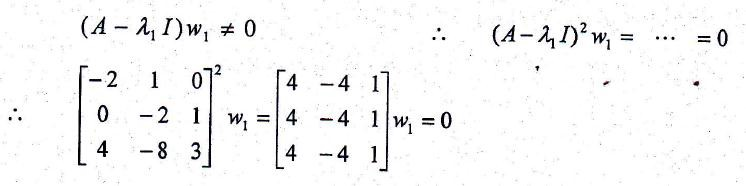 (A − λ₁ I) w₁ ≠ 0 ∴ (A − λ₁ I)² w₁ = ⋯ = 0
∴ [−2 1 0; 0 −2 1; 4 −8 3]² w₁ = [4 −4 1; 4 −4 1; 4 −4 1] w₁ = 0